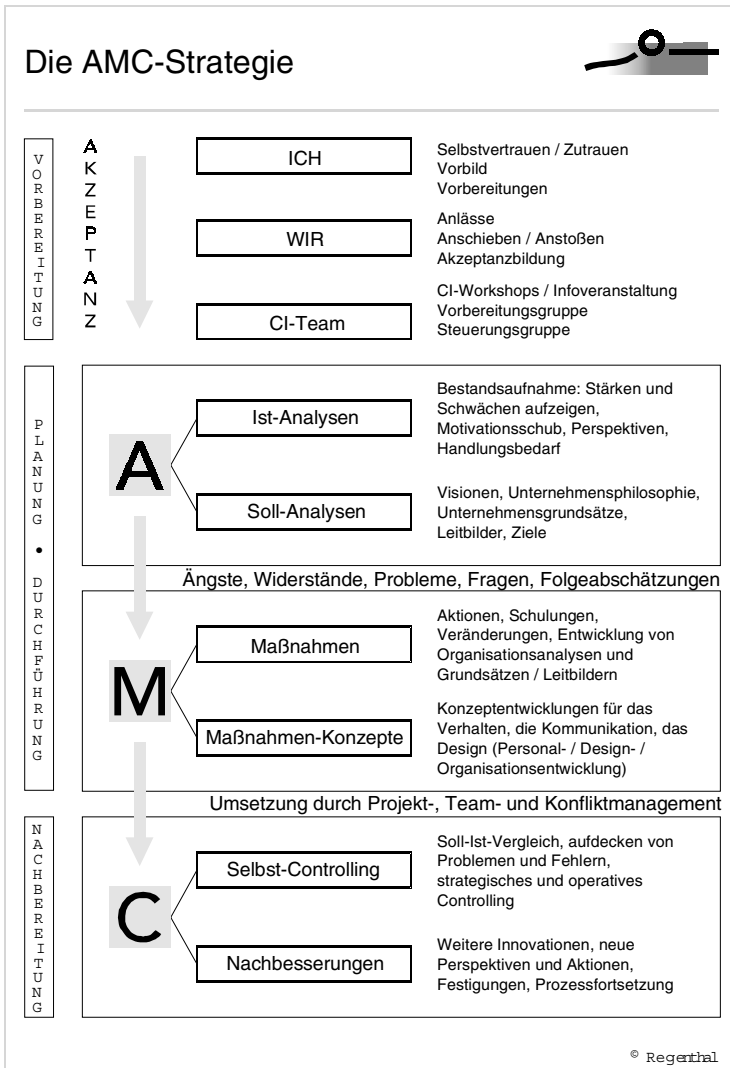 Die AMC-Strategie
VORBEREITUNG
AKZEPTANZ
ICH
Selbstvertrauen / Zutrauen
Vorbild
Vorbereitungen
WIR
Anlässe
Anschieben / Anstoßen
Akzeptanzbildung
CI-Team
CI-Workshops / Infoveranstaltung
Vorbereitungsgruppe
Steuerungsgruppe
PLANUNG • DURCHFÜHRUNG
A
Ist-Analysen
Bestandsaufnahme: Stärken und
Schwächen aufzeigen,
Motivationsschub, Perspektiven,
Handlungsbedarf
Soll-Analysen
Visionen, Unternehmensphilosophie,
Unternehmensgrundsätze,
Leitbilder, Ziele
Ängste, Widerstände, Probleme, Fragen, Folgeabschätzungen
M
Maßnahmen
Aktionen, Schulungen,
Veränderungen, Entwicklung von
Organisationsanalysen und
Grundsätzen / Leitbildern
Maßnahmen-Konzepte
Konzeptentwicklungen für das
Verhalten, die Kommunikation, das
Design (Personal- / Design- /
Organisationsentwicklung)
Umsetzung durch Projekt-, Team- und Konfliktmanagement
NACHBEREITUNG
C
Selbst-Controlling
Soll-Ist-Vergleich, aufdecken von
Problemen und Fehlern,
strategisches und operatives
Controlling
Nachbesserungen
Weitere Innovationen, neue
Perspektiven und Aktionen,
Festigungen, Prozessfortsetzung
© Regenthal